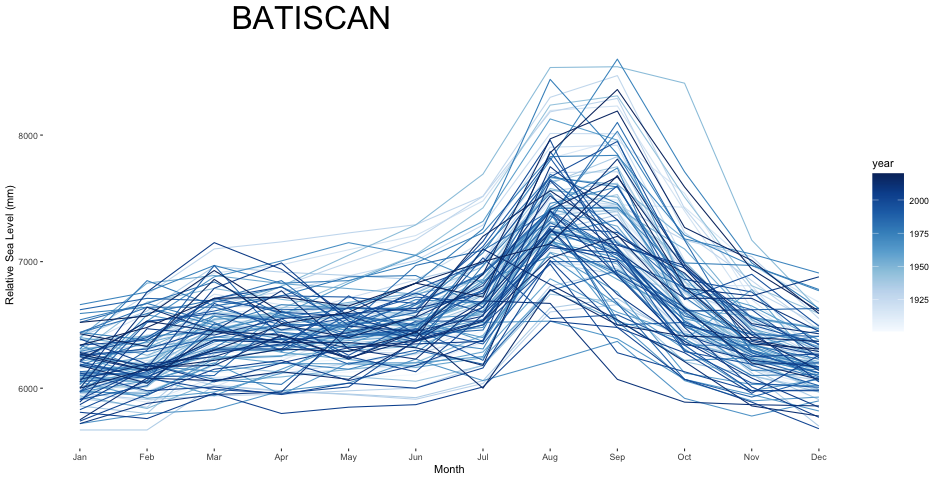 BATISCAN
Relative Sea Level (mm)
8000
7000
6000
Jan Feb Mar Apr May Jun Jul Aug Sep Oct Nov Dec
Month
year
2000
1975
1950
1925